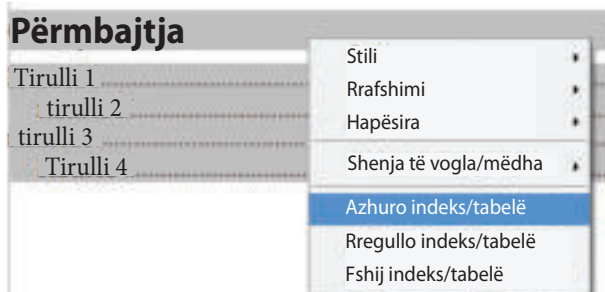 Përmbajtja
Tirulli 1
tirulli 2
tirulli 3
Tirulli 4
Stili
Rrafshimi
Hapësira
Shenja të vogla/mëdha
Azhuro indeks/tabelë
Rregullo indeks/tabelë
Fshij indeks/tabelë